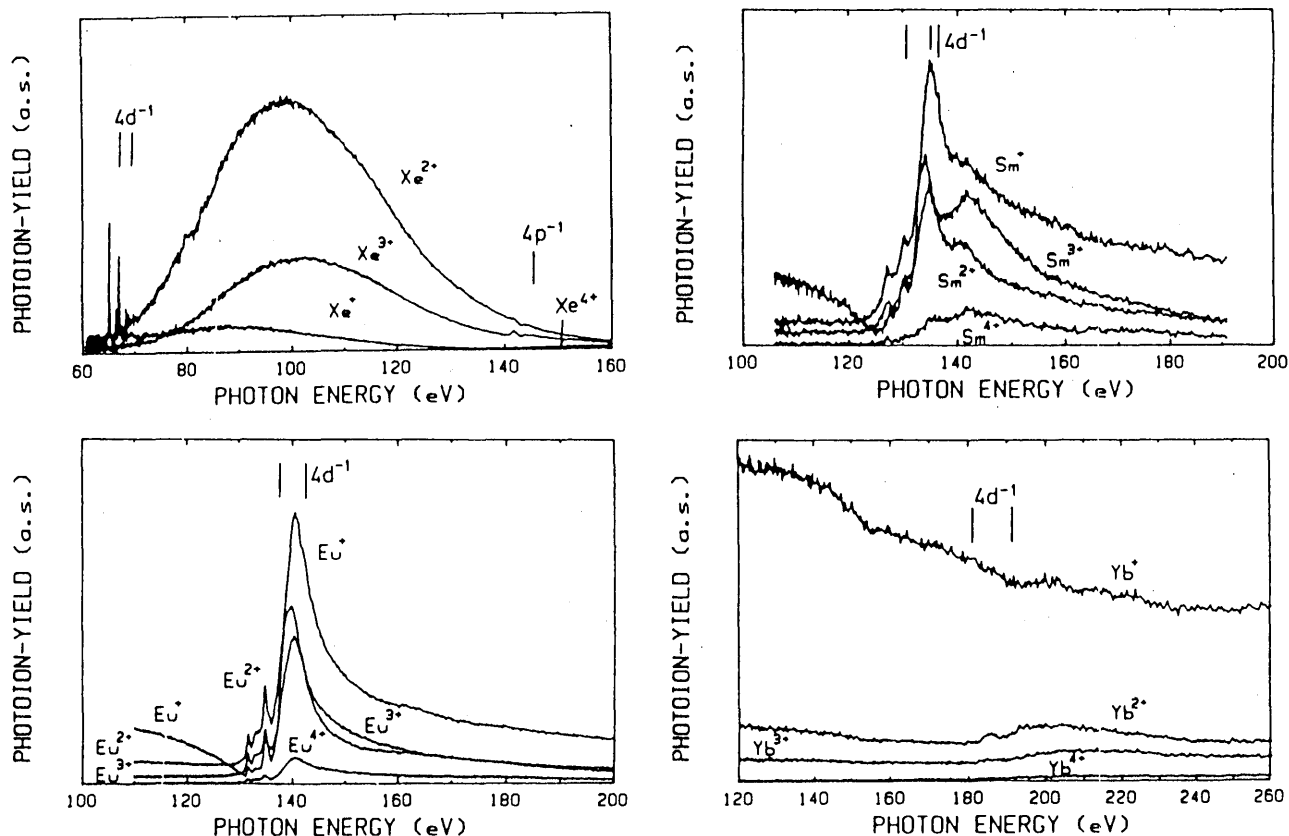 PHOTOION-YIELD (a.s.)
4d⁻¹
Xe²⁺
Xe³⁺
Xe⁺
4p⁻¹
Xe⁴⁺
60 80 100 120 140 160
PHOTON ENERGY (eV)
PHOTOION-YIELD (a.s.)
4d⁻¹
Sm⁺
Sm³⁺
Sm²⁺
Sm⁴⁺
100 120 140 160 180 200
PHOTON ENERGY (eV)
PHOTOION-YIELD (a.s.)
4d⁻¹
Eu⁺
Eu²⁺
Eu⁺
Eu³⁺
Eu²⁺
Eu⁴⁺
Eu³⁺
100 120 140 160 180 200
PHOTON ENERGY (eV)
PHOTOION-YIELD (a.s.)
4d⁻¹
Yb⁺
Yb²⁺
Yb³⁺
Yb⁴⁺
120 140 160 180 200 220 240 260
PHOTON ENERGY (eV)